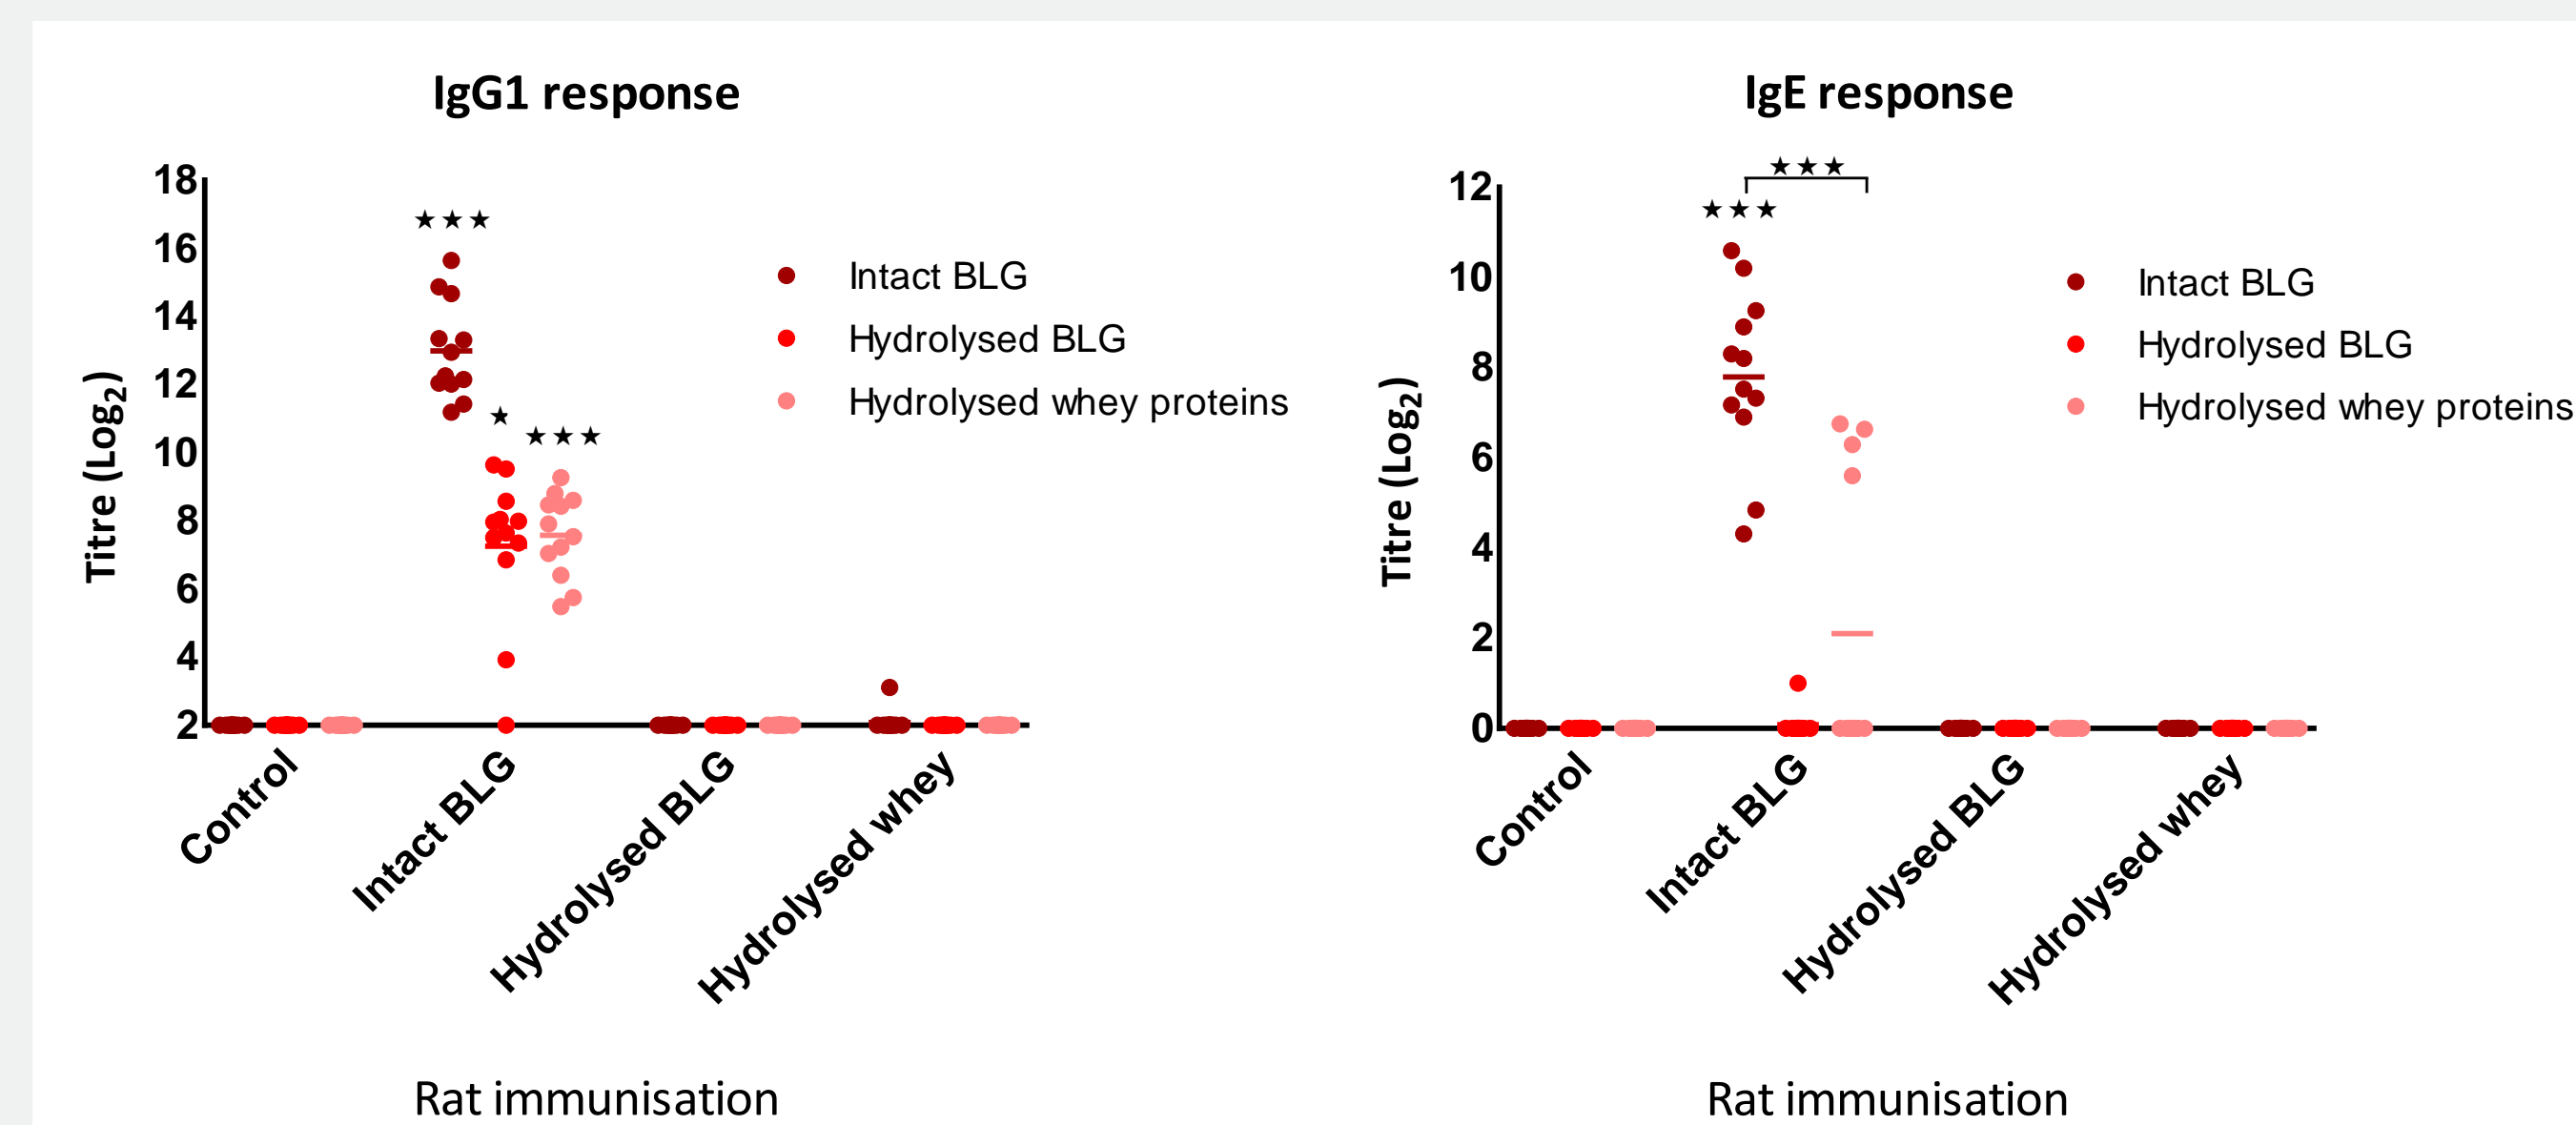 IgG1 response
Titre (Log2)
18
16
14
12
10
8
6
4
2
★★★
★
★★★
Intact BLG
Hydrolysed BLG
Hydrolysed whey proteins
Control
Intact BLG
Hydrolysed BLG
Hydrolysed whey
Rat immunisation
IgE response
Titre (Log2)
12
10
8
6
4
2
0
★★★
★★★
Intact BLG
Hydrolysed BLG
Hydrolysed whey proteins
Control
Intact BLG
Hydrolysed BLG
Hydrolysed whey
Rat immunisation